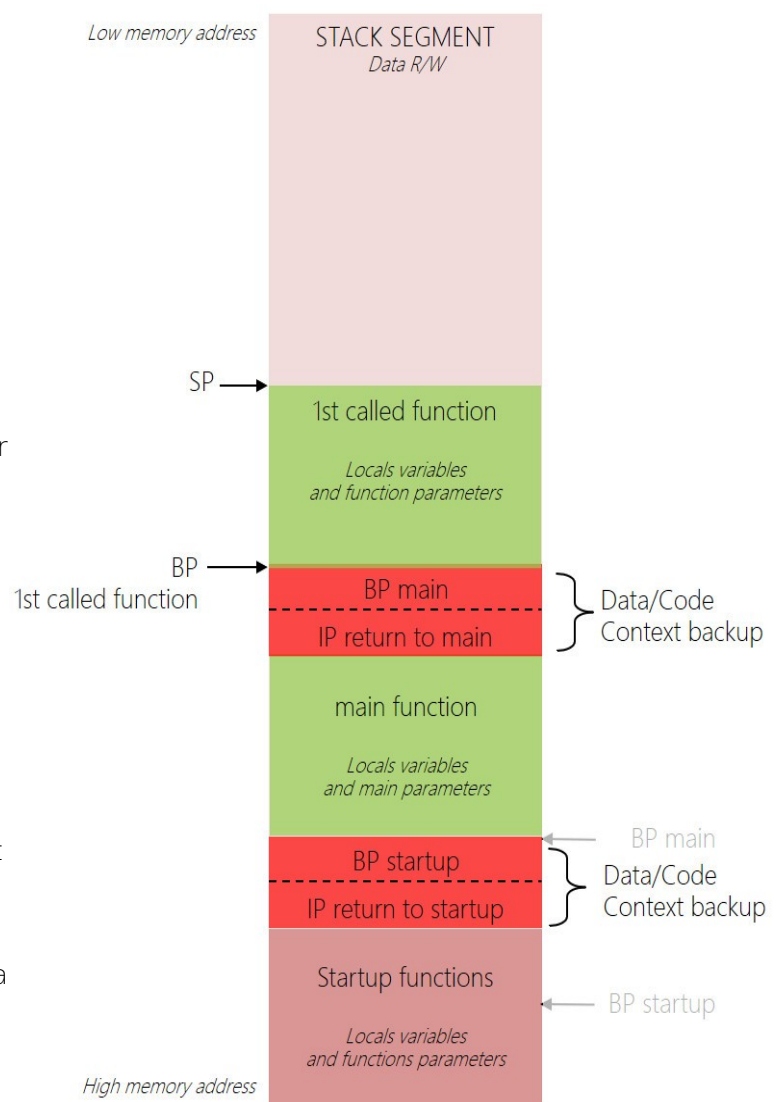 Low memory address
STACK SEGMENT
Data R/W
SP
1st called function
r
Locals variables
and function parameters
BP
1st called function
BP main
IP return to main
Data/Code
Context backup
main function
Locals variables
and main parameters
BP main
BP startup
IP return to startup
Data/Code
Context backup
Startup functions
a
BP startup
Locals variables
and functions parameters
High memory address